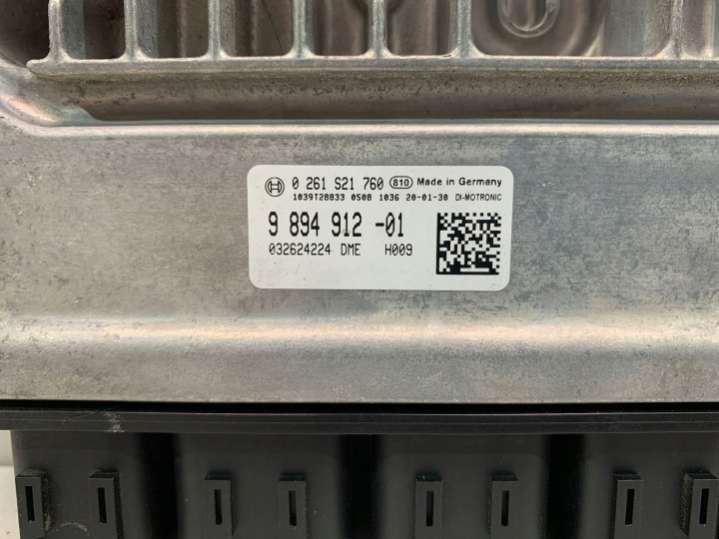 0 261 S21 760 810 Made in Germany
1039T28833 050B 1036 20-01-30 DI-MOTRONIC
9 894 912 -01
032624224 DME H009